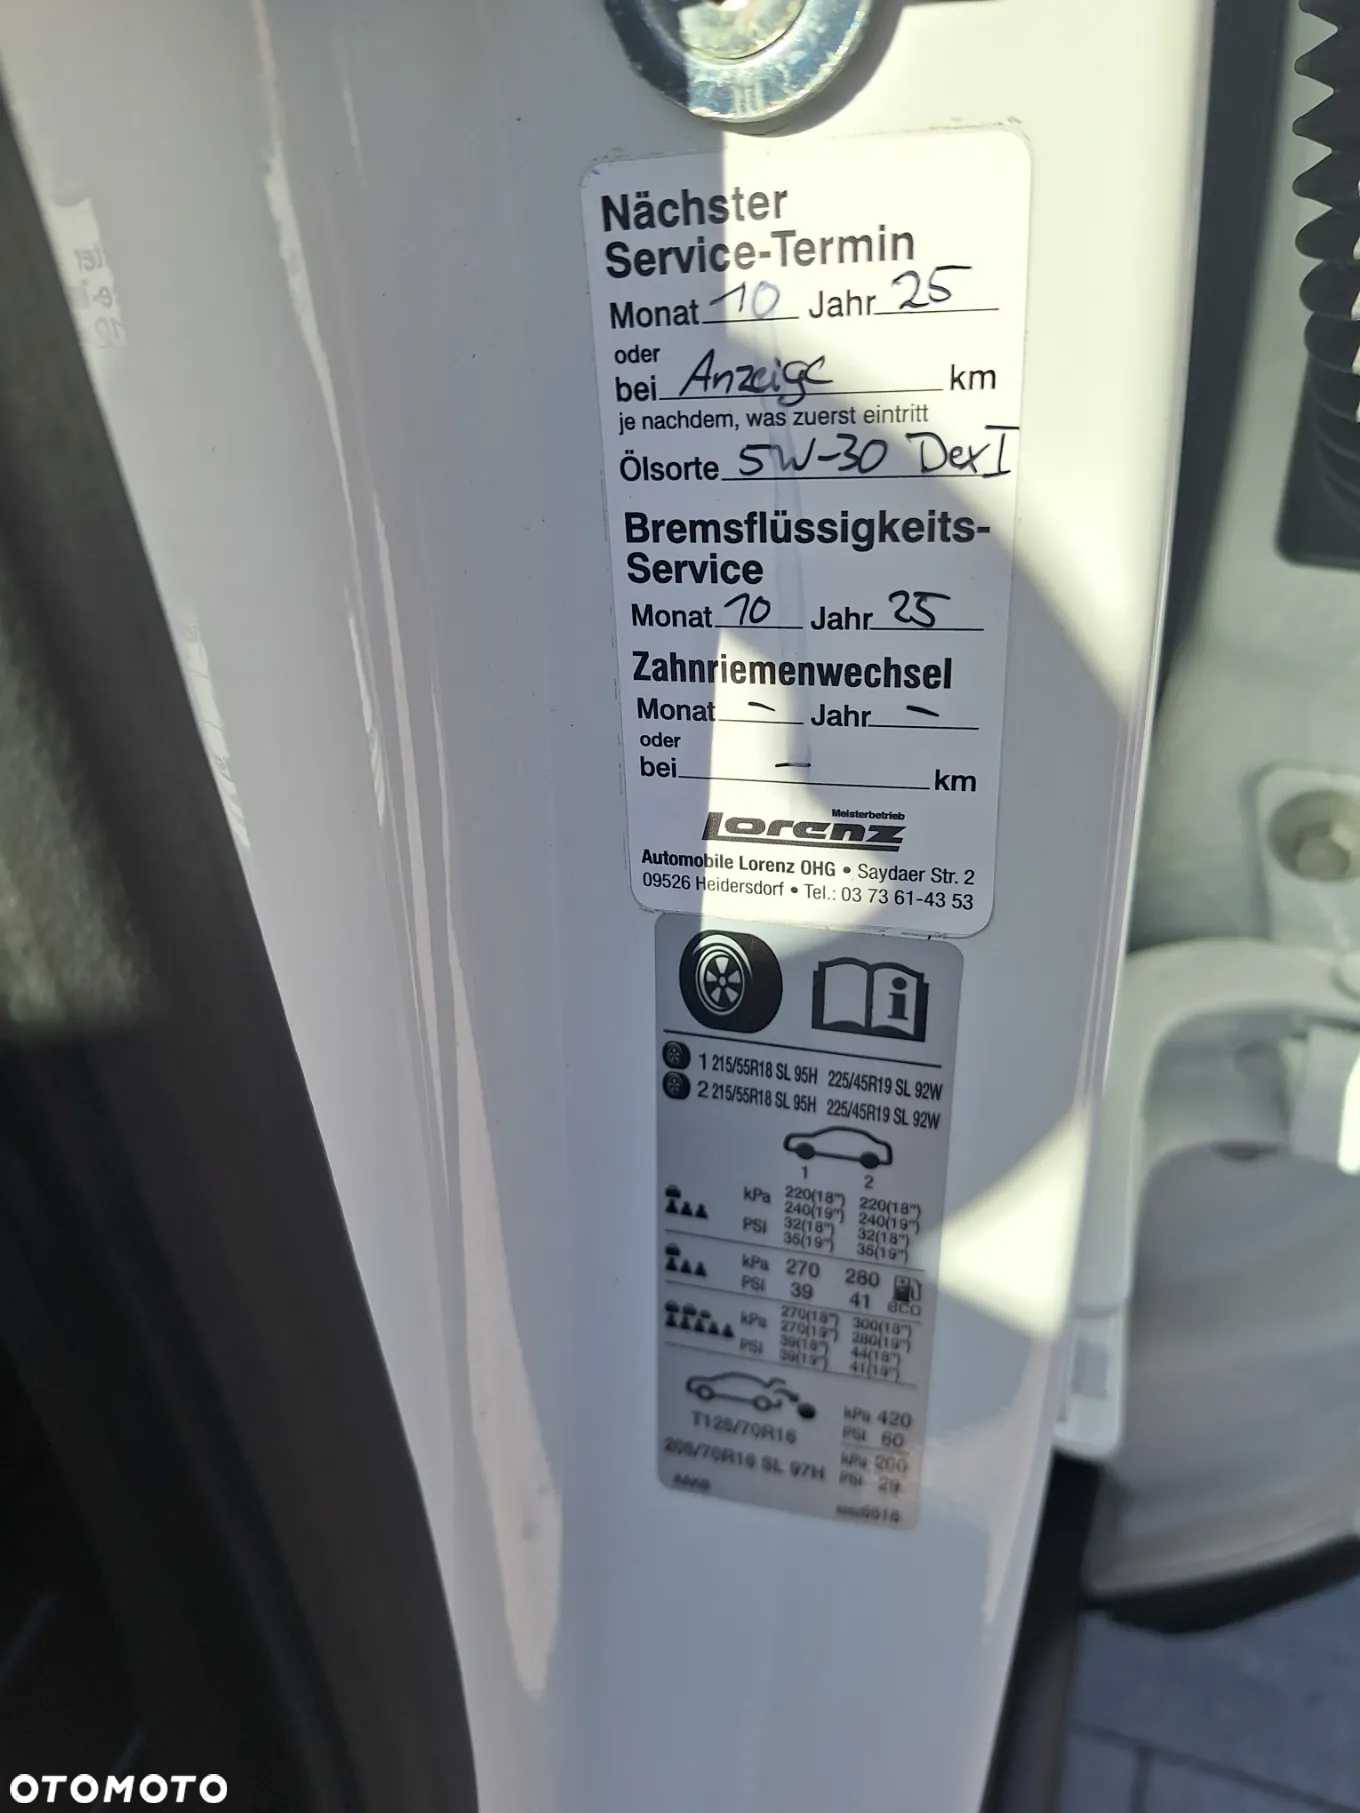 Nächster
Service-Termin
Monat 10 Jahr 25
oder
bei Anzeige km
je nachdem, was zuerst eintritt
Ölsorte 5W-30 Dex I
Bremsflüssigkeits-
Service
Monat 10 Jahr 25
Zahnriemenwechsel
Monat - Jahr -
oder
bei - km
Meisterbetrieb
Lorenz
Automobile Lorenz OHG • Saydaer Str. 2
09526 Heidersdorf • Tel.: 03 73 61-43 53
1 215/55R18 SL 95H 225/45R19 SL 92W
2 215/55R18 SL 95H 225/45R19 SL 92W
1 2
kPa 220(18") 220(18")
240(19") 240(19")
PSI 32(18") 32(18")
35(19") 35(19")
kPa 270 280
PSI 39 41 eco
kPa 270(18") 300(18")
270(19") 280(19")
PSI 39(18") 44(18")
39(19") 41(19")
kPa 420
T125/70R16 PSI 60
kPa 200
205/70R16 SL 97H PSI 29
OTOMOTO